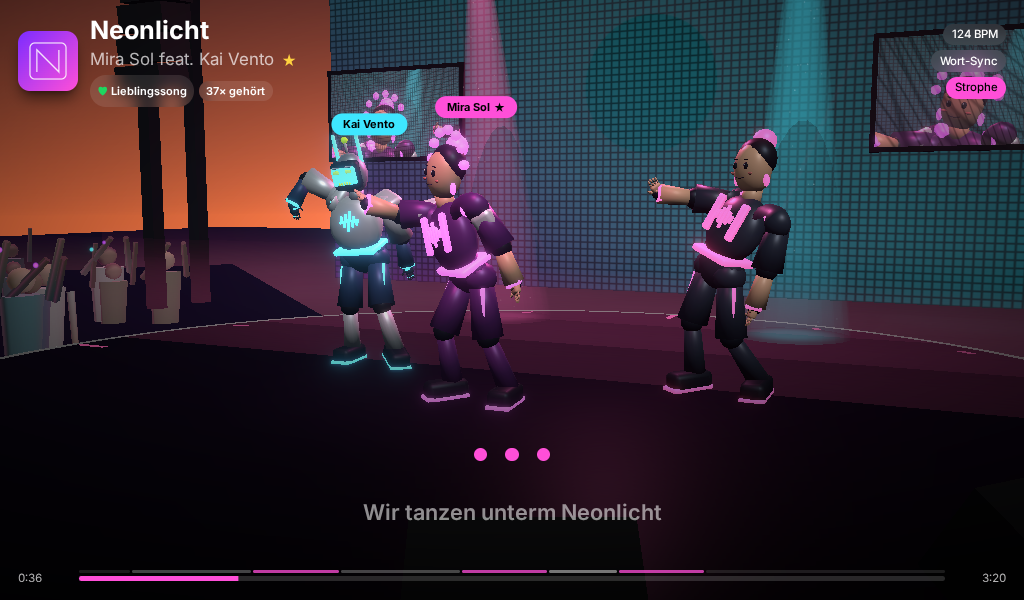 Neonlicht
Mira Sol feat. Kai Vento ★
Lieblingssong
37× gehört
124 BPM
Wort-Sync
Strophe
Mira Sol ★
Kai Vento
Wir tanzen unterm Neonlicht
0:36
3:20